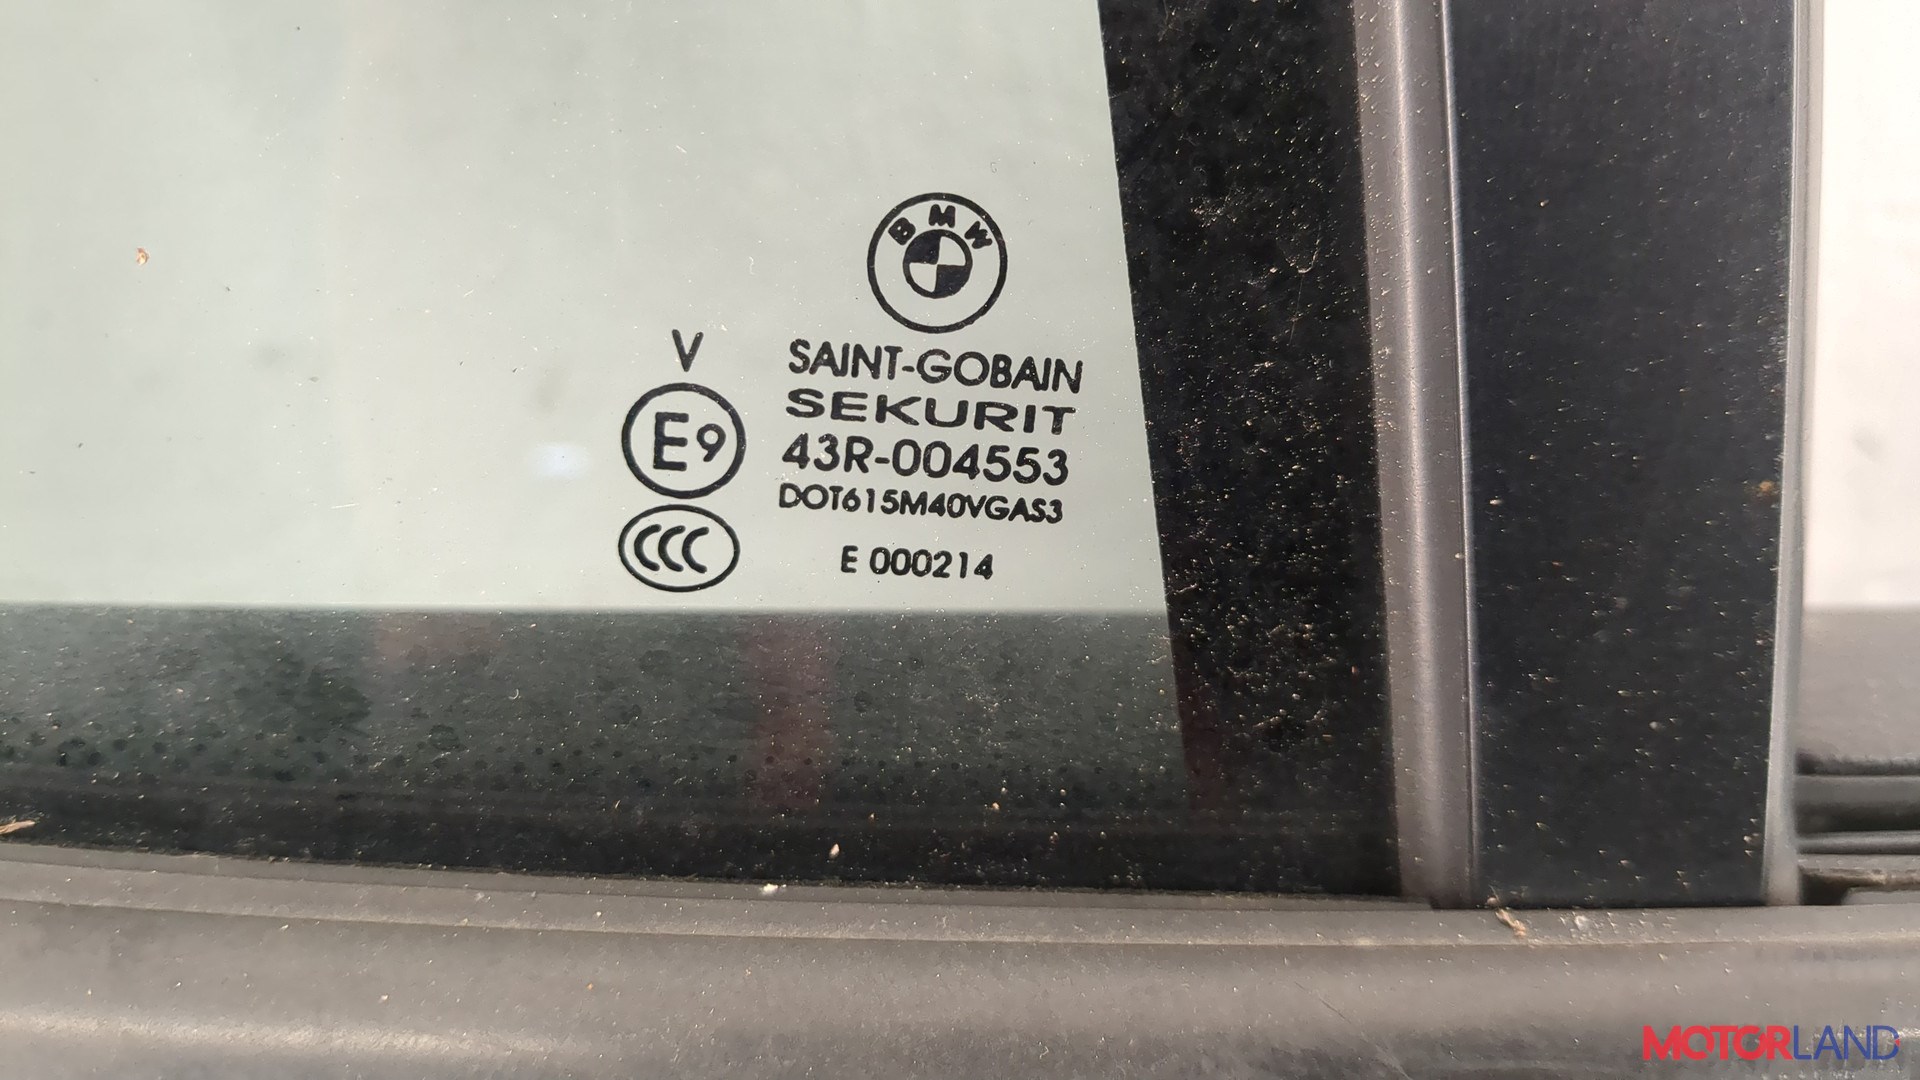 BMW
V
SAINT-GOBAIN
SEKURIT
E9
43R-004553
DOT615M40VGAS3
CCC
E 000214
MOTORLAND